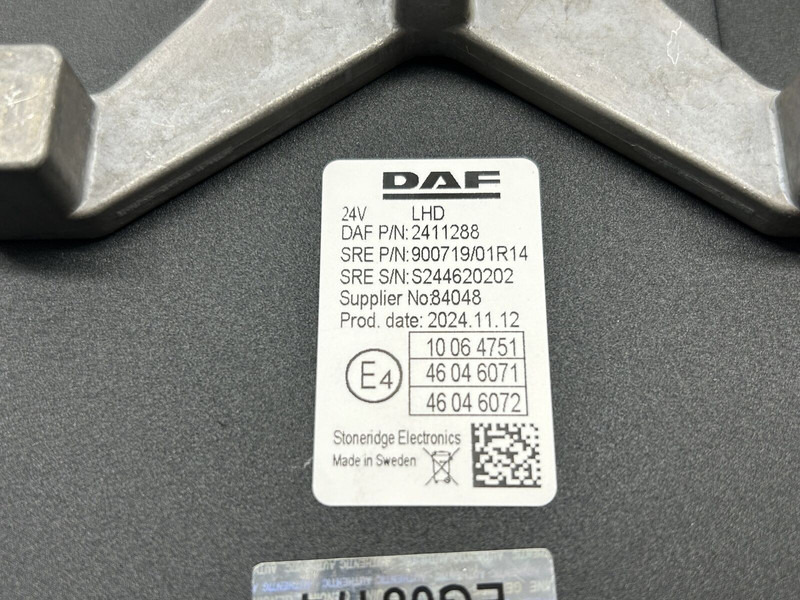 DAF
24V LHD
DAF P/N:2411288
SRE P/N:900719/01R14
SRE S/N:S244620202
Supplier No:84048
Prod. date: 2024.11.12
E4
10 06 4751
46 04 6071
46 04 6072
Stoneridge Electronics
Made in Sweden